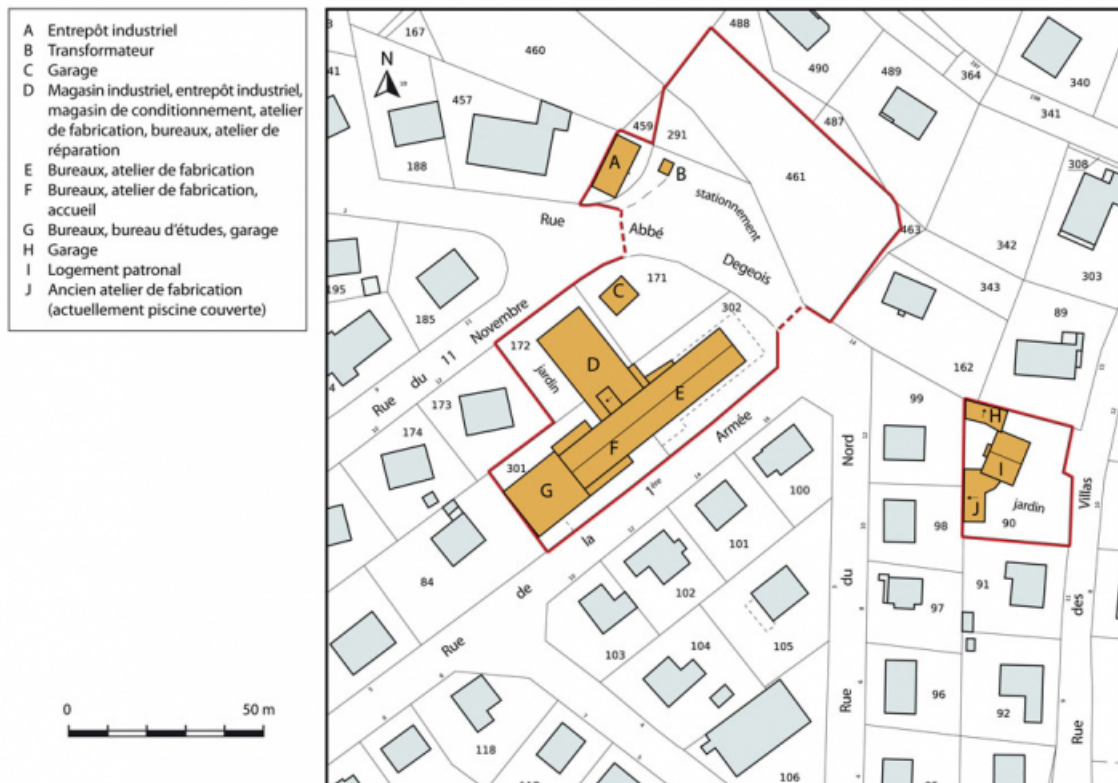 A Entrepôt industriel
B Transformateur
C Garage
D Magasin industriel, entrepôt industriel,
magasin de conditionnement, atelier
de fabrication, bureaux, atelier de
réparation
E Bureaux, atelier de fabrication
F Bureaux, atelier de fabrication,
accueil
G Bureaux, bureau d'études, garage
H Garage
I Logement patronal
J Ancien atelier de fabrication
(actuellement piscine couverte)
0 50 m
N
167
460
488
490
489
364
340
341
41
457
188
459
291
487
461
308
A
B
stationnement
Rue Abbé Degeois
463
342
343
303
195
185
171
C
302
89
Rue du 11 Novembre
172
jardin
D
E
F
G
173
174
301
84
162
99
H
I
J
jardin
90
Rue de la 1ère Armée
100
101
102
103
104
105
106
118
98
97
96
91
92
Rue du Nord
Rue des Villas